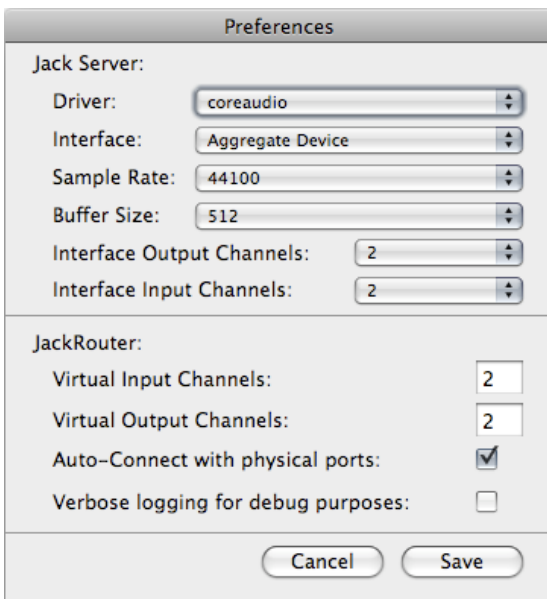 Preferences
Jack Server:
Driver: coreaudio
Interface: Aggregate Device
Sample Rate: 44100
Buffer Size: 512
Interface Output Channels: 2
Interface Input Channels: 2
JackRouter:
Virtual Input Channels: 2
Virtual Output Channels: 2
Auto-Connect with physical ports:
Verbose logging for debug purposes:
Cancel Save